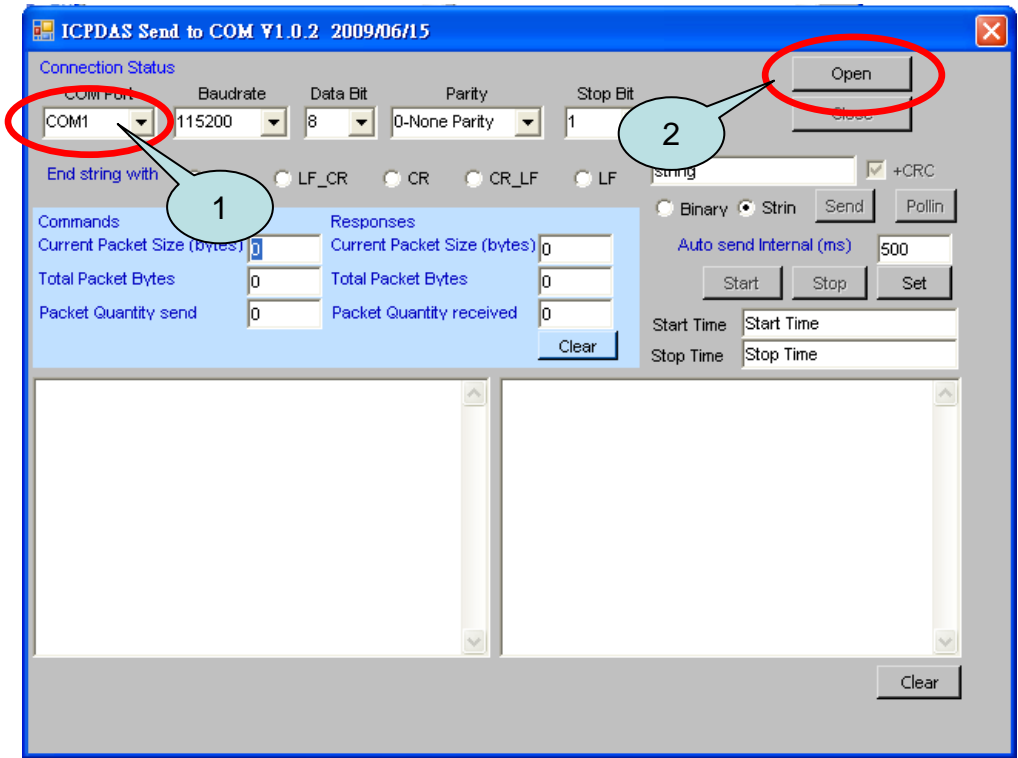 ICPDAS Send to COM V1.0.2 2009/06/15
Connection Status
COM Port Baudrate Data Bit Parity Stop Bit
COM1 115200 8 0-None Parity 1
Open
Close
2
End string with LF_CR CR CR_LF LF
string +CRC
1
Binary Strin Send Pollin
Commands Responses
Current Packet Size (bytes) 0 Current Packet Size (bytes) 0
Total Packet Bytes 0 Total Packet Bytes 0
Packet Quantity send 0 Packet Quantity received 0
Clear
Auto send Internal (ms) 500
Start Stop Set
Start Time Start Time
Stop Time Stop Time
Clear